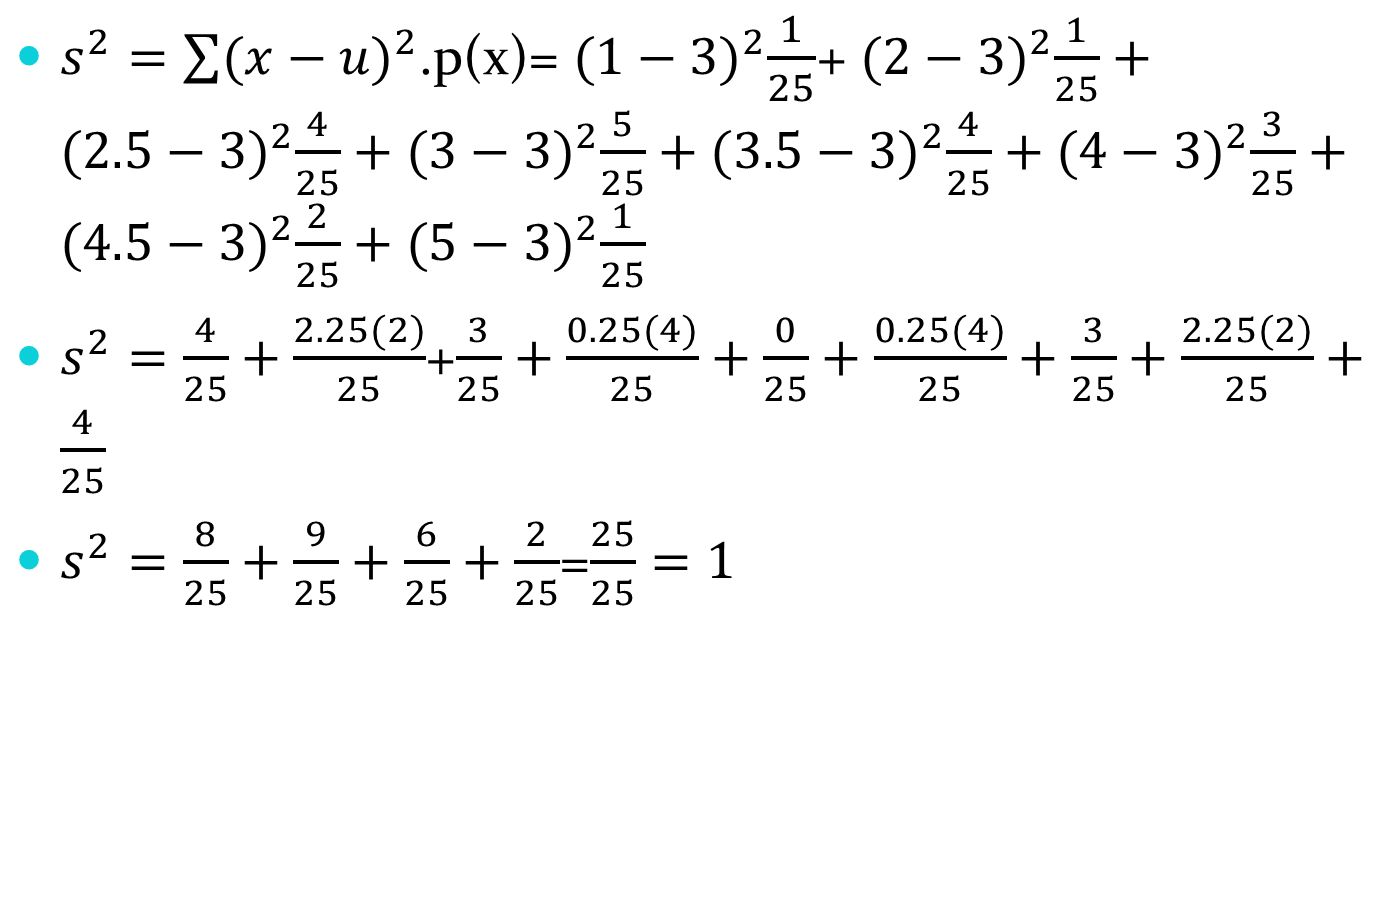 • s² = ∑(x − u)².p(x)= (1 − 3)² 1/25 + (2 − 3)² 1/25 +
(2.5 − 3)² 4/25 + (3 − 3)² 5/25 + (3.5 − 3)² 4/25 + (4 − 3)² 3/25 +
(4.5 − 3)² 2/25 + (5 − 3)² 1/25
• s² = 4/25 + 2.25(2)/25 + 3/25 + 0.25(4)/25 + 0/25 + 0.25(4)/25 + 3/25 + 2.25(2)/25 +
4/25
• s² = 8/25 + 9/25 + 6/25 + 2/25 = 25/25 = 1